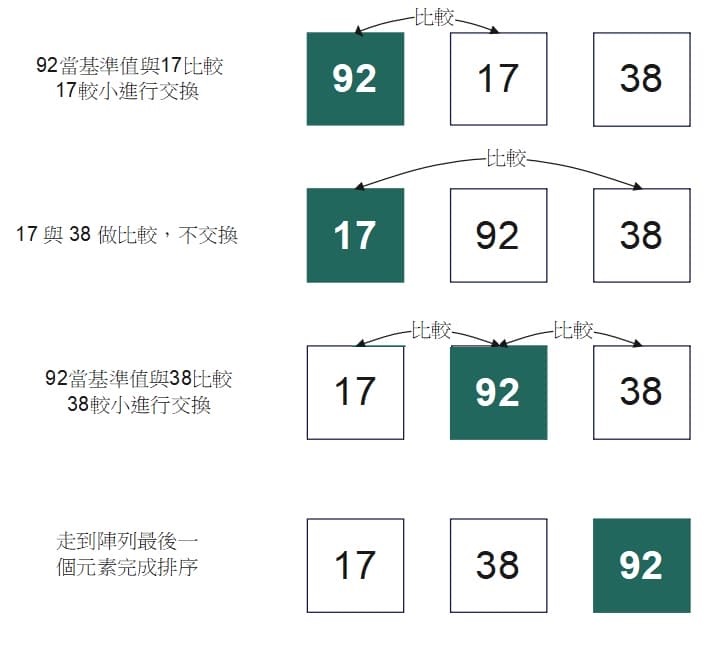 比較
92當基準值與17比較
17較小進行交換
92 17 38
比較
17 與 38 做比較，不交換
17 92 38
比較 比較
92當基準值與38比較
38較小進行交換
17 92 38
走到陣列最後一
個元素完成排序
17 38 92